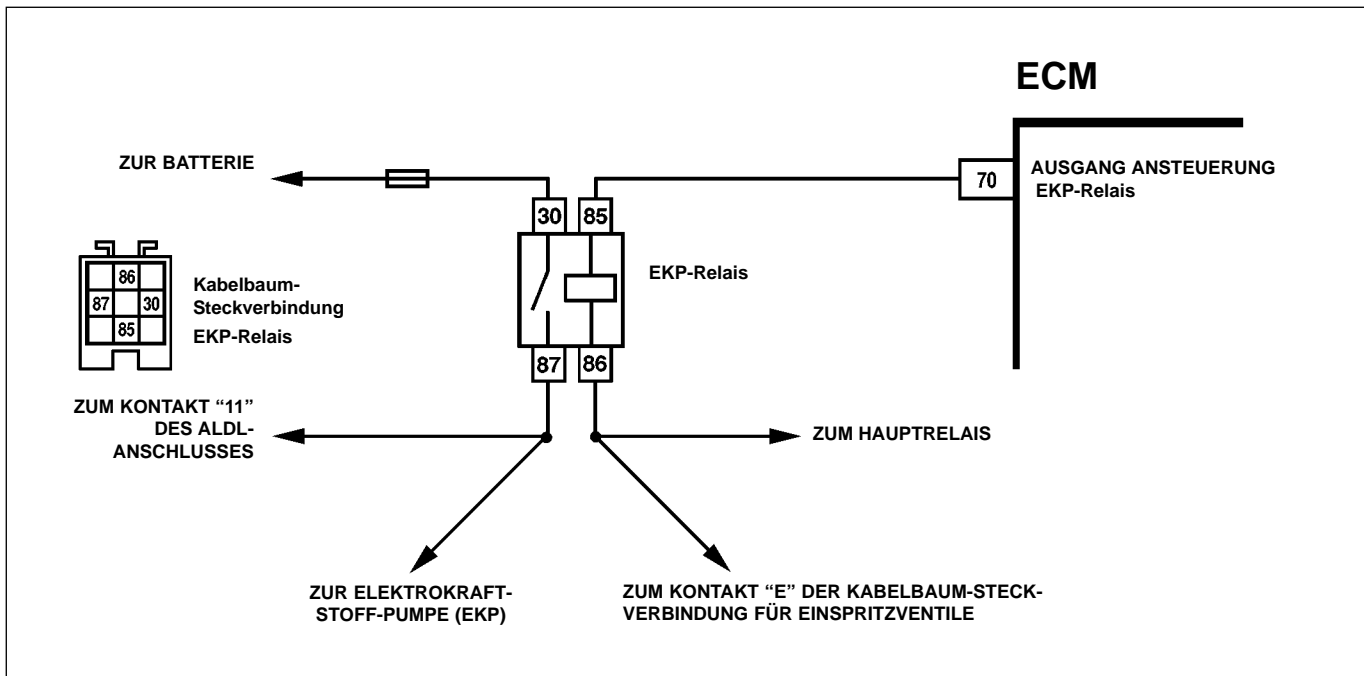 ECM
ZUR BATTERIE
70
AUSGANG ANSTEUERUNG
EKP-Relais
30
85
EKP-Relais
86
87
30
85
Kabelbaum-
Steckverbindung
EKP-Relais
87
86
ZUM KONTAKT “11”
DES ALDL-
ANSCHLUSSES
ZUM HAUPTRELAIS
ZUR ELEKTROKRAFT-
STOFF-PUMPE (EKP)
ZUM KONTAKT “E” DER KABELBAUM-STECK-
VERBINDUNG FÜR EINSPRITZVENTILE